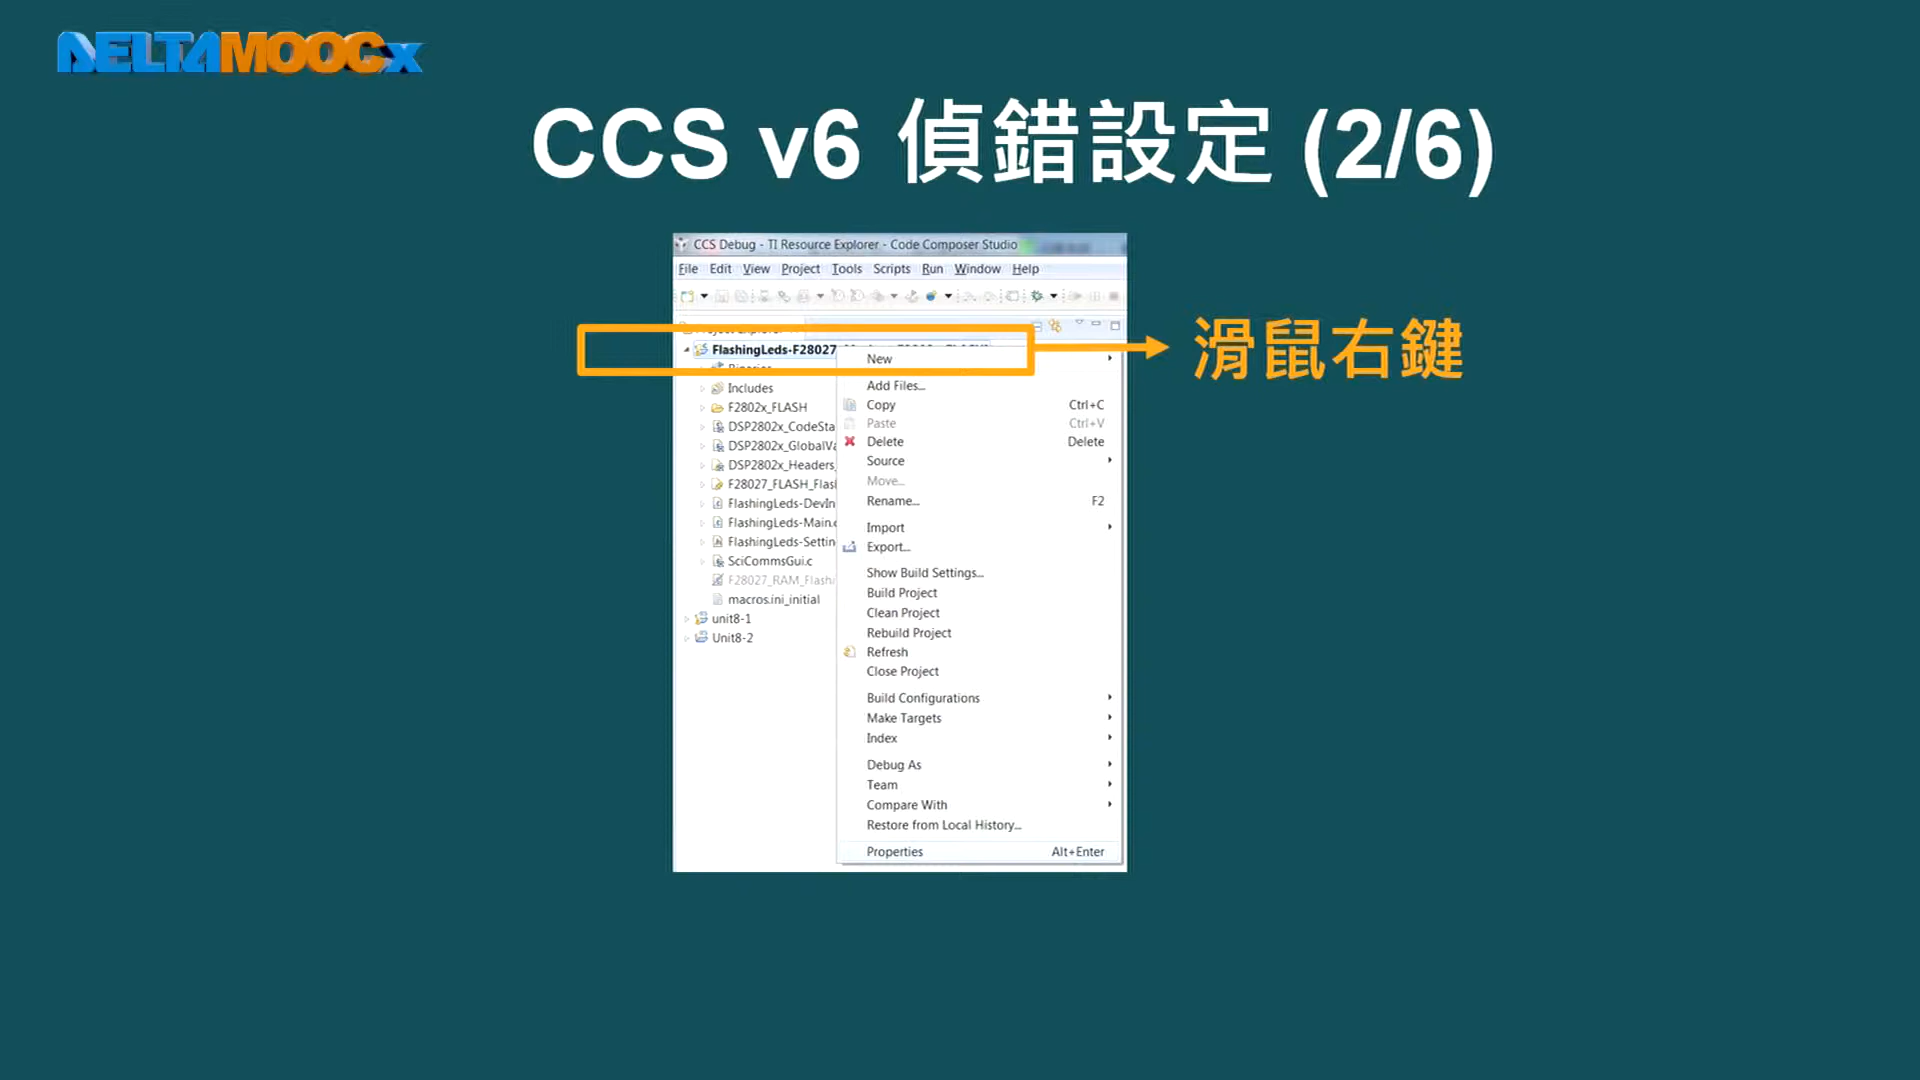 DELTAMOOCx
CCS v6 偵錯設定 (2/6)
CCS Debug - TI Resource Explorer - Code Composer Studio
File Edit View Project Tools Scripts Run Window Help
FlashingLeds-F28027
滑鼠右鍵
Includes
F2802x_FLASH
DSP2802x_CodeSta
DSP2802x_GlobalVa
DSP2802x_Headers_
F28027_FLASH_Flas
FlashingLeds-DevIn
FlashingLeds-Main.c
FlashingLeds-Settin
SciCommsGui.c
F28027_RAM_Flashi
macros.ini_initial
unit8-1
Unit8-2
New
Add Files...
Copy Ctrl+C
Paste Ctrl+V
Delete Delete
Source
Move...
Rename... F2
Import
Export...
Show Build Settings...
Build Project
Clean Project
Rebuild Project
Refresh
Close Project
Build Configurations
Make Targets
Index
Debug As
Team
Compare With
Restore from Local History...
Properties Alt+Enter